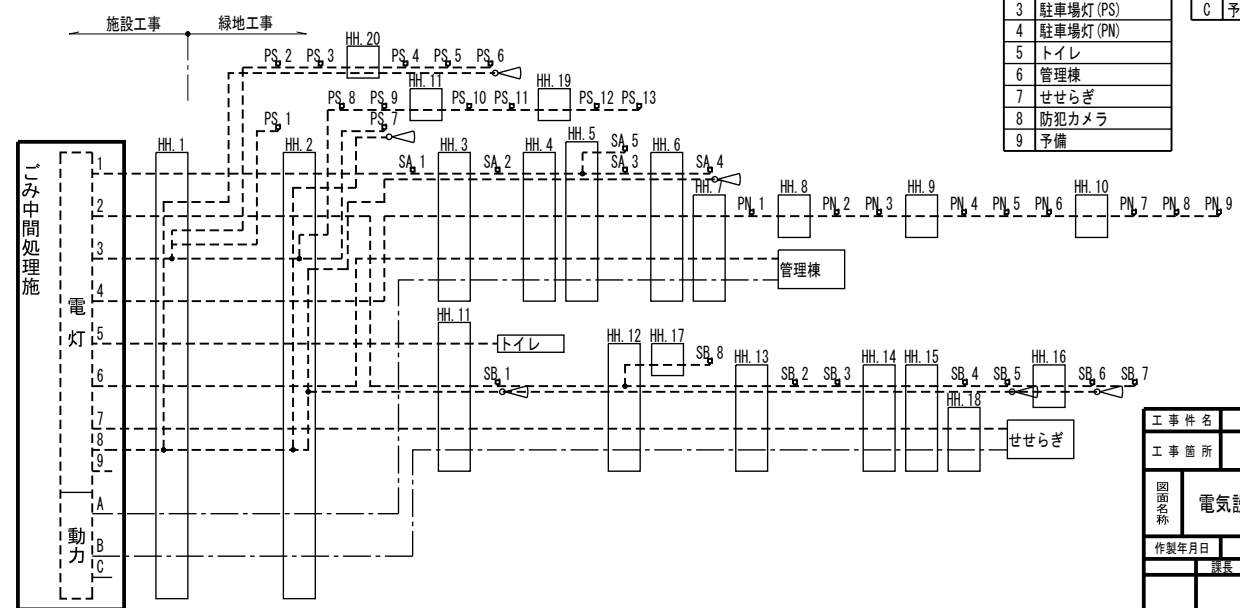 施設工事 緑地工事
3 駐車場灯(PS)
4 駐車場灯(PN)
5 トイレ
6 管理棟
7 せせらぎ
8 防犯カメラ
9 予備
C 予
PS.2 PS.3 HH.20 PS.4 PS.5 PS.6
PS.8 PS.9 HH.11 PS.10 PS.11 HH.19 PS.12 PS.13
PS.1 PS.7
HH.1 HH.2 HH.3 HH.4 HH.5 HH.6
SA.5
SA.1 SA.2 SA.3 SA.4
HH.7 HH.8 HH.9 HH.10
PN.1 PN.2 PN.3 PN.4 PN.5 PN.6 PN.7 PN.8 PN.9
ごみ中間処理施
電灯
動力
1
2
3
4
5
6
7
8
9
A
B
C
管理棟
HH.11
トイレ
HH.12 HH.17 SB.8 HH.13 HH.14 HH.15 HH.16
SB.1 SB.2 SB.3 SB.4 SB.5 SB.6 SB.7
HH.18
せせらぎ
工事件名
工事箇所
図面名称 電気設
作製年月日
課長